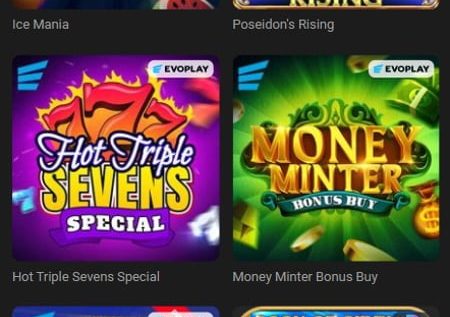 RISING
Ice Mania
Poseidon's Rising
EVOPLAY
777
Hot Triple
SEVENS
SPECIAL
EVOPLAY
MONEY
MINTER
BONUS BUY
Hot Triple Sevens Special
Money Minter Bonus Buy